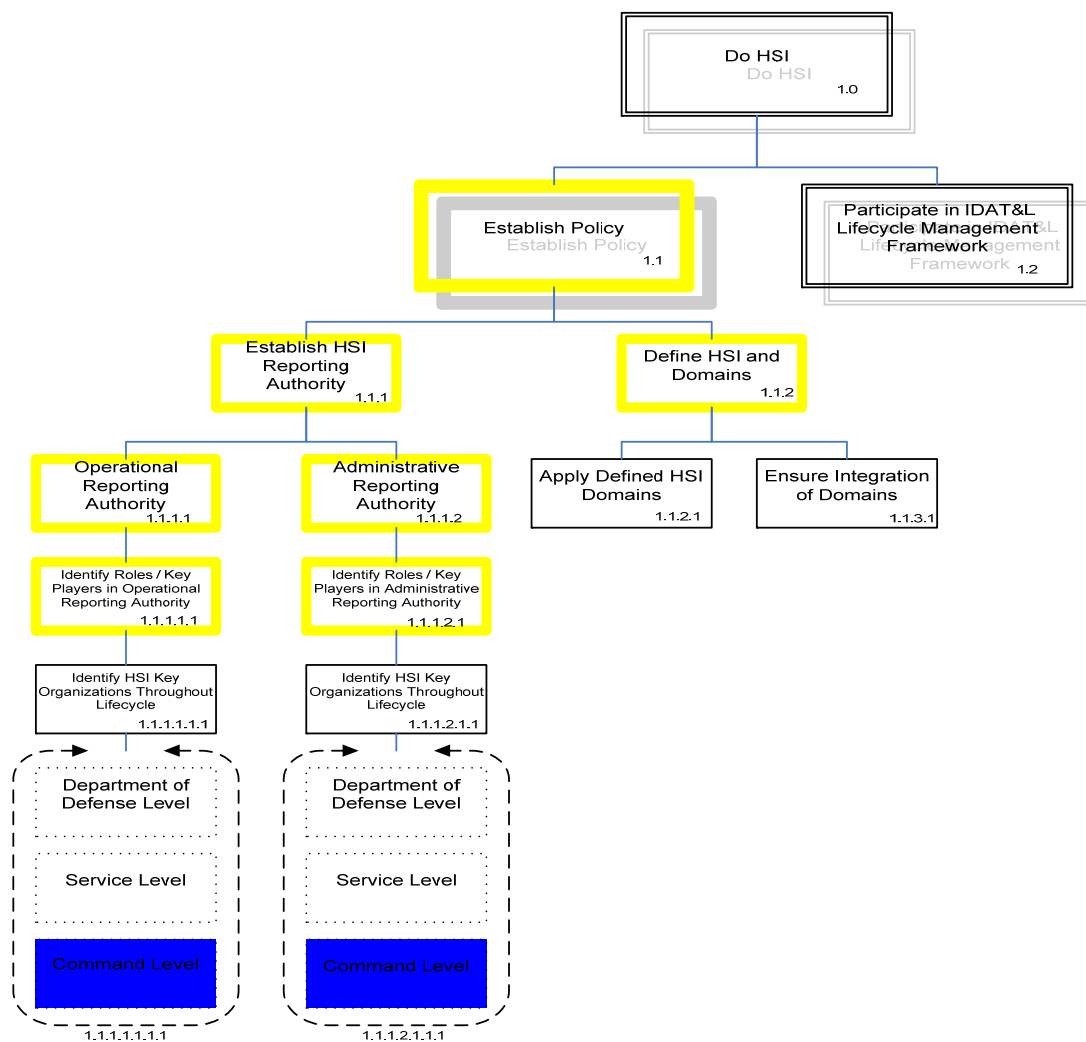 Do HSI
Do HSI
1.0
Establish Policy
Establish Policy
1.1
Participate in IDAT&L
Lifecycle Management
Framework
Participate in IDAT&L
Lifecycle Management
Framework
1.2
Establish HSI
Reporting
Authority
1.1.1
Define HSI and
Domains
1.1.2
Operational
Reporting
Authority
1.1.1.1
Administrative
Reporting
Authority
1.1.1.2
Apply Defined HSI
Domains
1.1.2.1
Ensure Integration
of Domains
1.1.3.1
Identify Roles / Key
Players in Operational
Reporting Authority
1.1.1.1.1
Identify Roles / Key
Players in Administrative
Reporting Authority
1.1.1.2.1
Identify HSI Key
Organizations Throughout
Lifecycle
1.1.1.1.1.1
Identify HSI Key
Organizations Throughout
Lifecycle
1.1.1.2.1.1
Department of
Defense Level
Service Level
Command Level
1.1.1.1.1.1.1
Department of
Defense Level
Service Level
Command Level
1.1.1.2.1.1.1